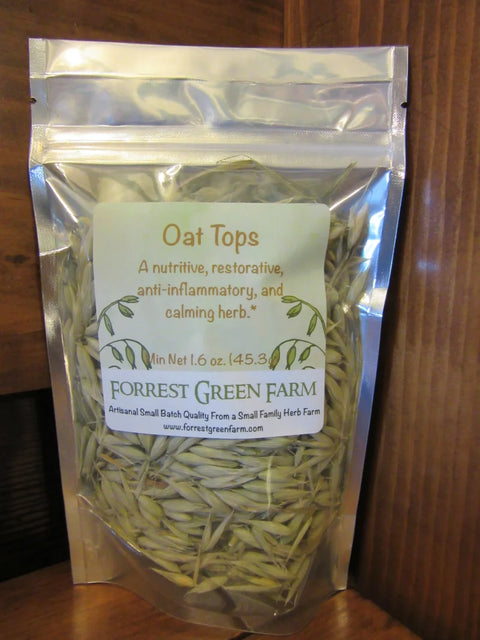 Oat Tops
A nutritive, restorative,
anti-inflammatory, and
calming herb.*
Min Net 1.6 oz. (45.3g
FORREST GREEN FARM
Artisanal Small Batch Quality From a Small Family Herb Farm
www.forrestgreenfarm.com